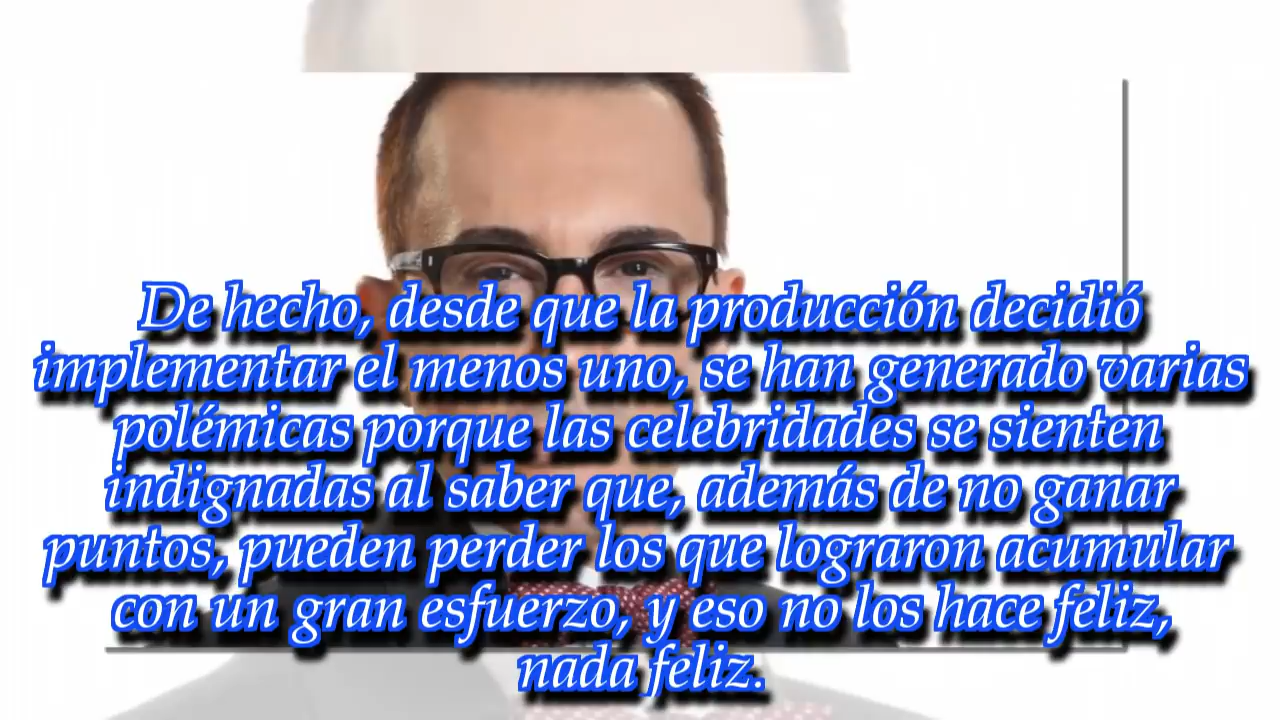 De hecho, desde que la producción decidió
implementar el menos uno, se han generado varias
polémicas porque las celebridades se sienten
indignadas al saber que, además de no ganar
puntos, pueden perder los que lograron acumular
con un gran esfuerzo, y eso no los hace feliz,
nada feliz.